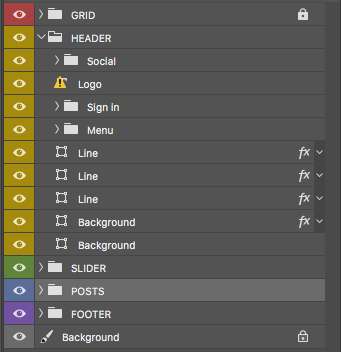 GRID
HEADER
Social
Logo
Sign in
Menu
Line fx
Line fx
Line fx
Background fx
Background
SLIDER
POSTS
FOOTER
Background